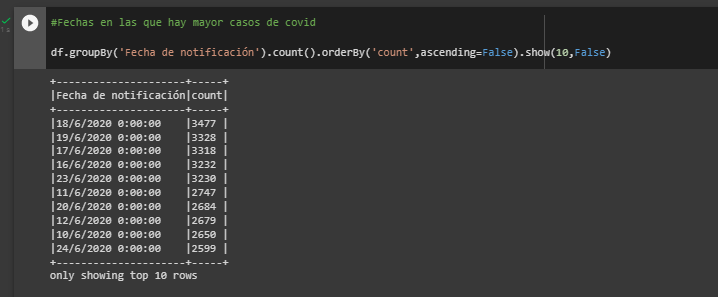 #Fechas en las que hay mayor casos de covid
df.groupBy('Fecha de notificación').count().orderBy('count',ascending=False).show(10,False)
1s
+---------------------+-----+
|Fecha de notificación|count|
+---------------------+-----+
|18/6/2020 0:00:00    |3477 |
|19/6/2020 0:00:00    |3328 |
|17/6/2020 0:00:00    |3318 |
|16/6/2020 0:00:00    |3232 |
|23/6/2020 0:00:00    |3230 |
|11/6/2020 0:00:00    |2747 |
|20/6/2020 0:00:00    |2684 |
|12/6/2020 0:00:00    |2679 |
|10/6/2020 0:00:00    |2650 |
|24/6/2020 0:00:00    |2599 |
+---------------------+-----+
only showing top 10 rows